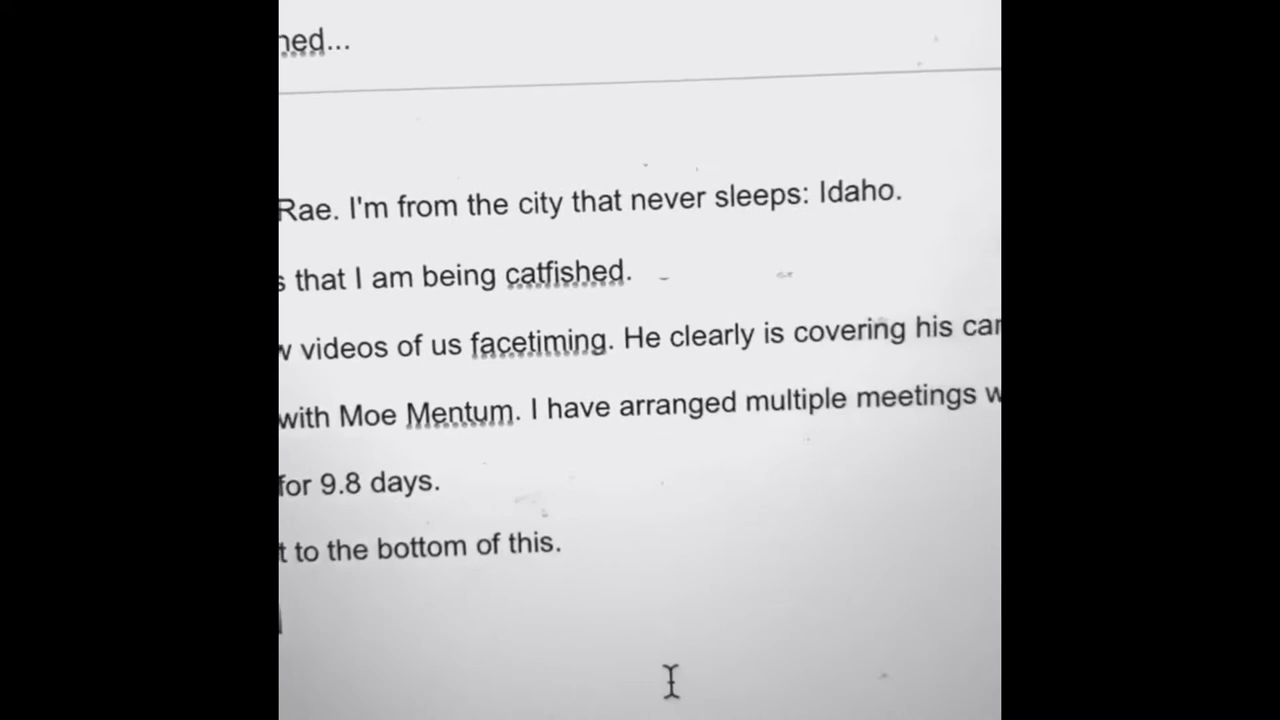 hed...
Rae. I'm from the city that never sleeps: Idaho.
s that I am being catfished.
w videos of us facetiming. He clearly is covering his
with Moe Mentum. I have arranged multiple meetings
for 9.8 days.
t to the bottom of this.